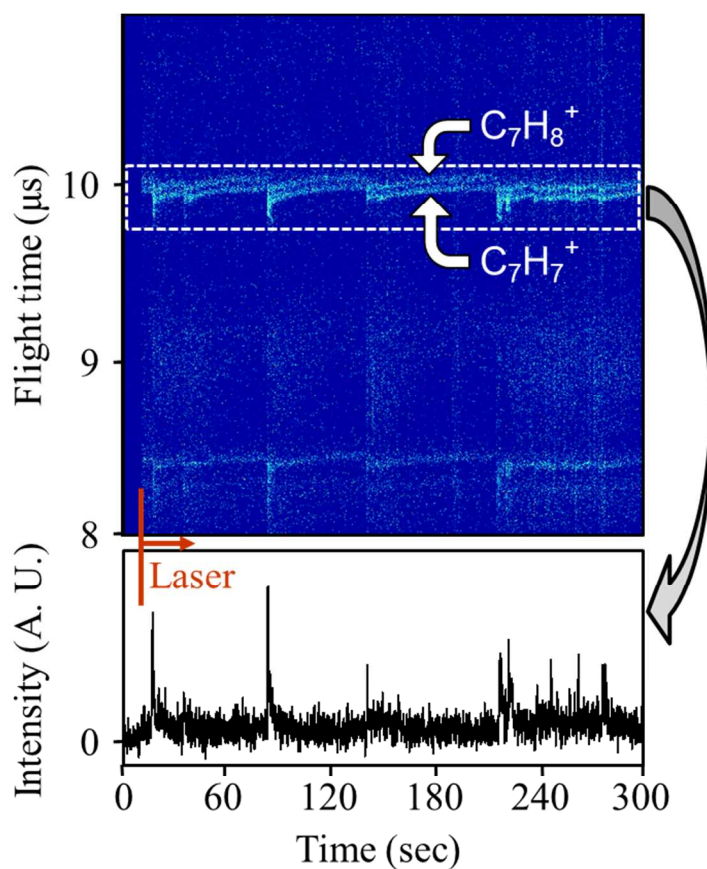 C₇H₈⁺
10
C₇H₇⁺
Flight time (μs)
9
8
Laser
Intensity (A. U.)
0
0 60 120 180 240 300
Time (sec)